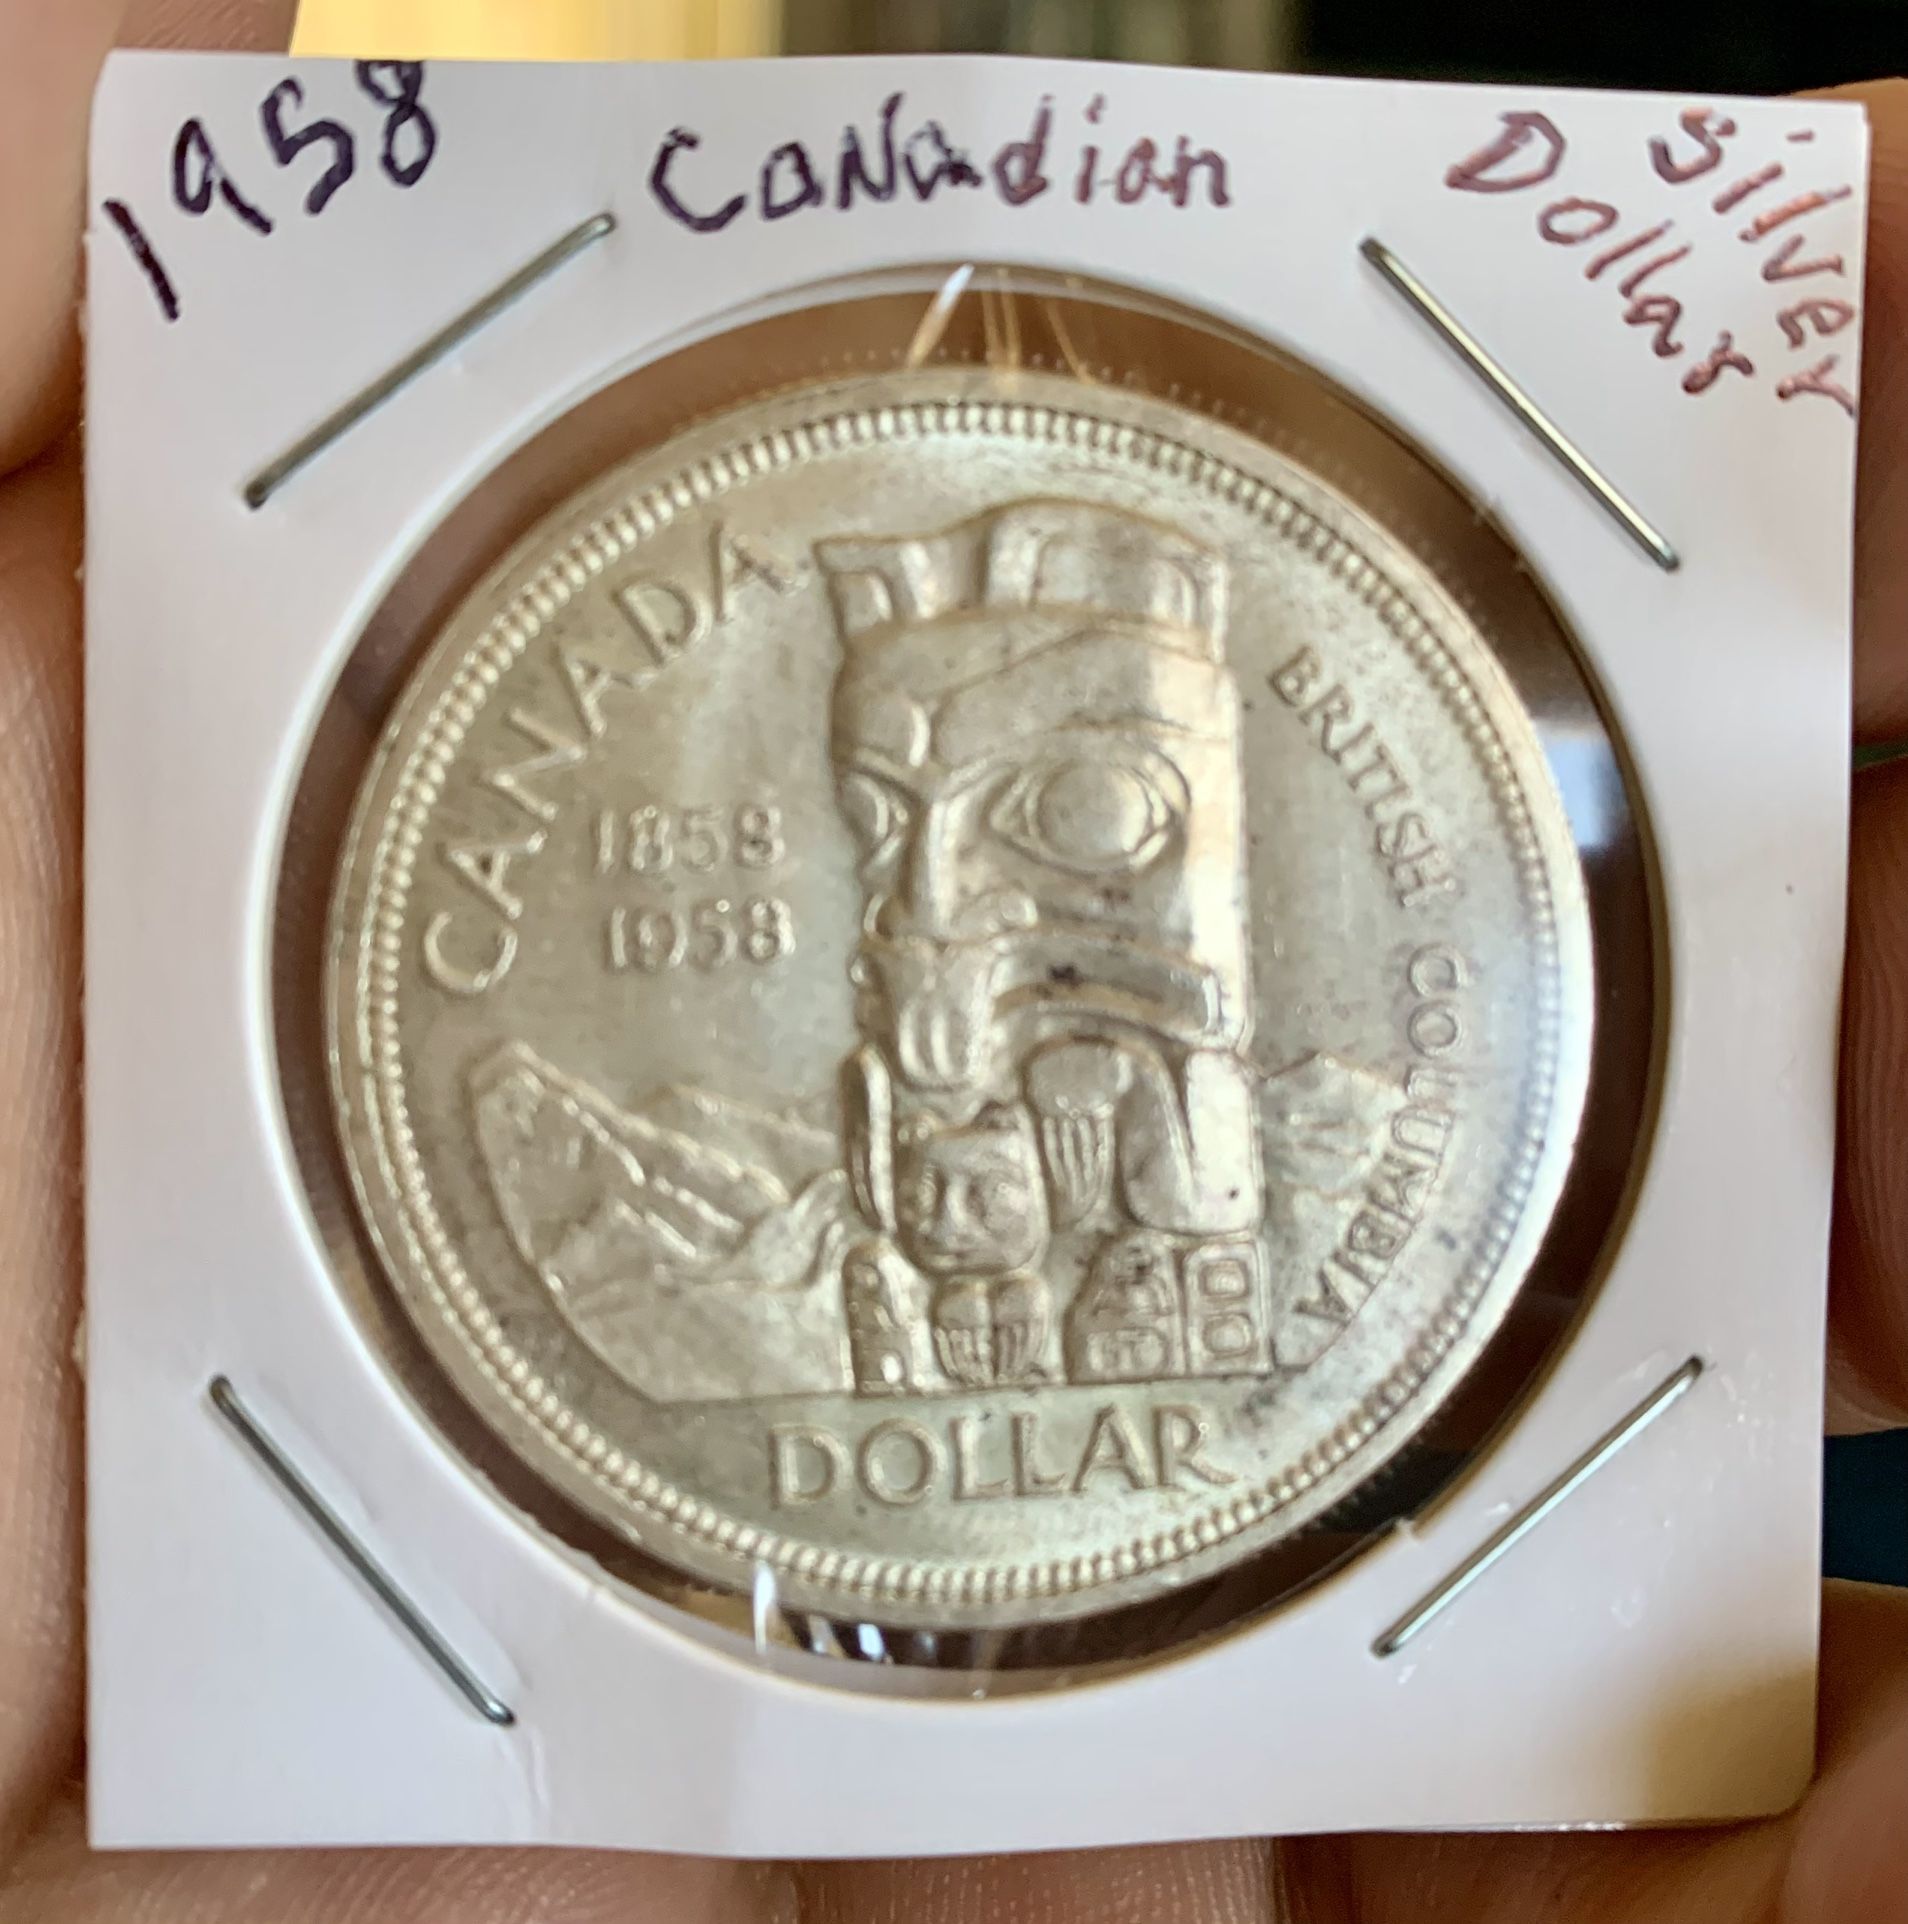 1958 Canadian Silver
Dollar
CANADA
1858
1958
BRITISH COLUMBIA
DOLLAR